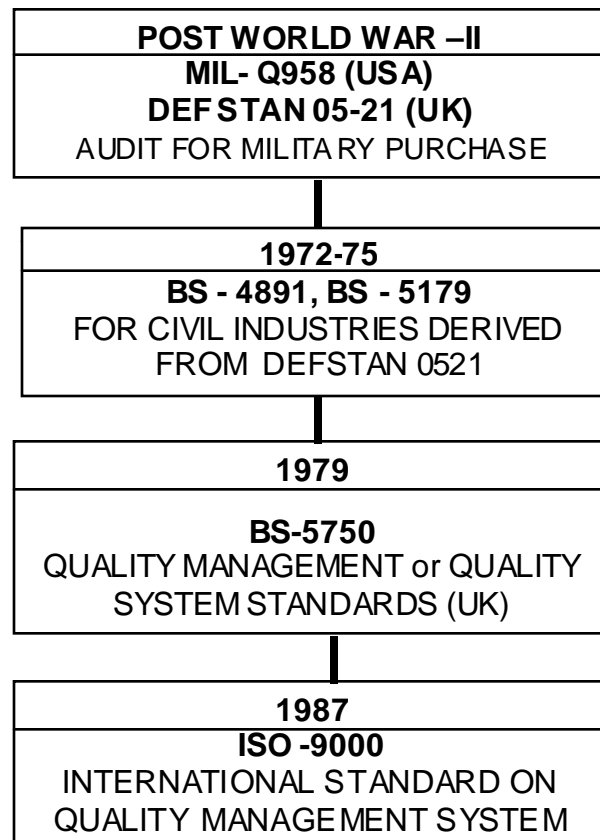 POST WORLD WAR –II
MIL- Q958 (USA)
DEF STAN 05-21 (UK)
AUDIT FOR MILITARY PURCHASE
1972-75
BS - 4891, BS - 5179
FOR CIVIL INDUSTRIES DERIVED
FROM DEFSTAN 0521
1979
BS-5750
QUALITY MANAGEMENT or QUALITY
SYSTEM STANDARDS (UK)
1987
ISO -9000
INTERNATIONAL STANDARD ON
QUALITY MANAGEMENT SYSTEM